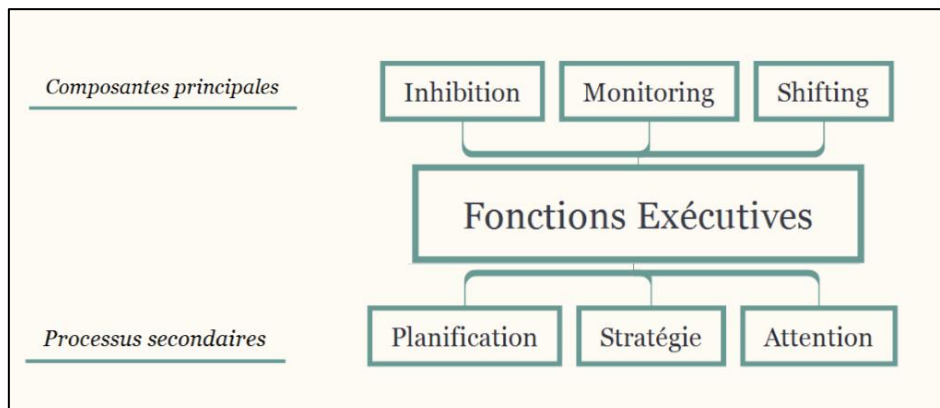 Composantes principales
Inhibition
Monitoring
Shifting
Fonctions Exécutives
Processus secondaires
Planification
Stratégie
Attention